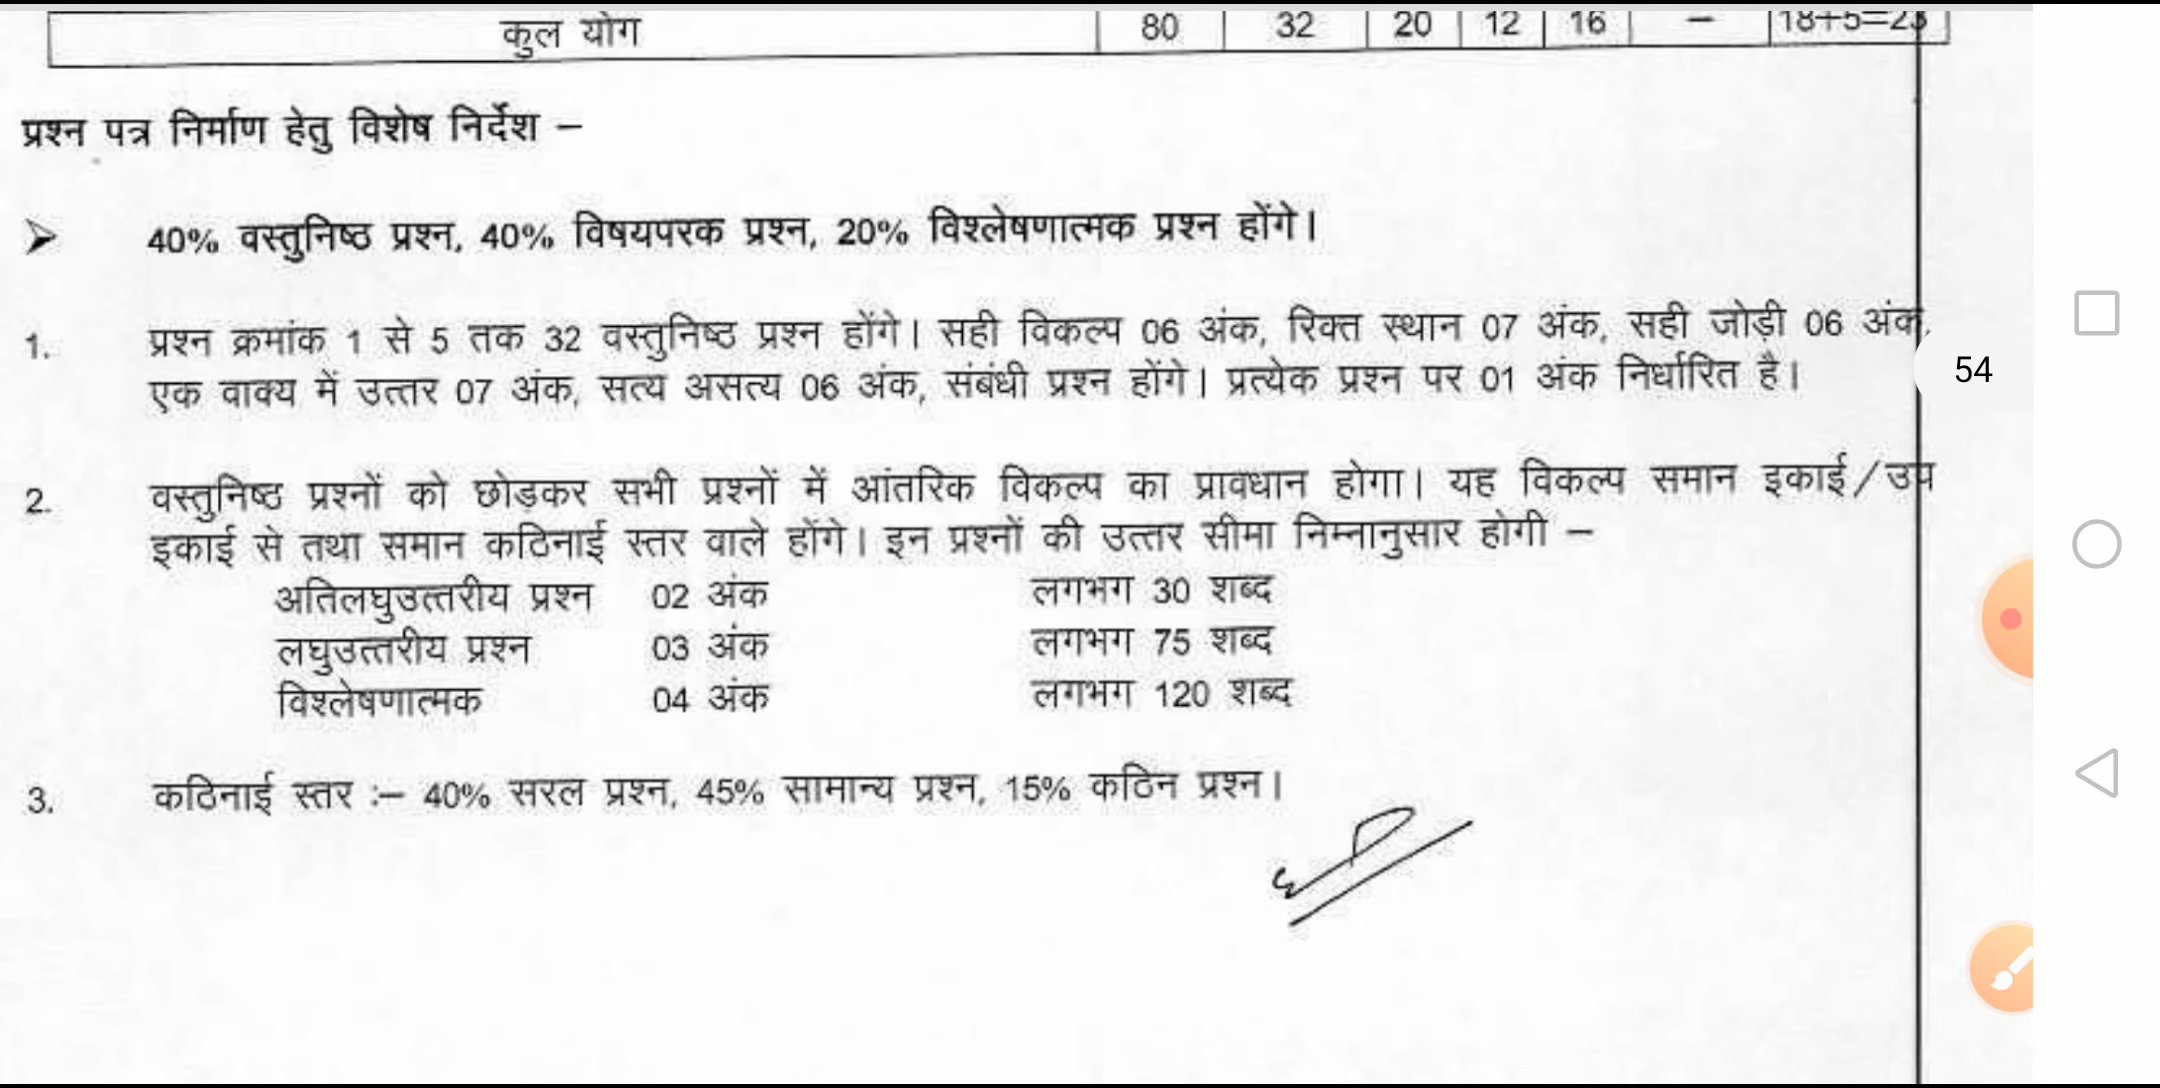 कुल योग 80 32 20 12 16 – 18+5=23
प्रश्न पत्र निर्माण हेतु विशेष निर्देश –
➢ 40% वस्तुनिष्ठ प्रश्न, 40% विषयपरक प्रश्न, 20% विश्लेषणात्मक प्रश्न होंगे।
1. प्रश्न क्रमांक 1 से 5 तक 32 वस्तुनिष्ठ प्रश्न होंगे। सही विकल्प 06 अंक, रिक्त स्थान 07 अंक, सही जोड़ी 06 अंक,
एक वाक्य में उत्तर 07 अंक, सत्य असत्य 06 अंक, संबंधी प्रश्न होंगे। प्रत्येक प्रश्न पर 01 अंक निर्धारित है।
54
2. वस्तुनिष्ठ प्रश्नों को छोड़कर सभी प्रश्नों में आंतरिक विकल्प का प्रावधान होगा। यह विकल्प समान इकाई/उप
इकाई से तथा समान कठिनाई स्तर वाले होंगे। इन प्रश्नों की उत्तर सीमा निम्नानुसार होगी –
अतिलघुउत्तरीय प्रश्न 02 अंक लगभग 30 शब्द
लघुउत्तरीय प्रश्न 03 अंक लगभग 75 शब्द
विश्लेषणात्मक 04 अंक लगभग 120 शब्द
3. कठिनाई स्तर :– 40% सरल प्रश्न, 45% सामान्य प्रश्न, 15% कठिन प्रश्न।